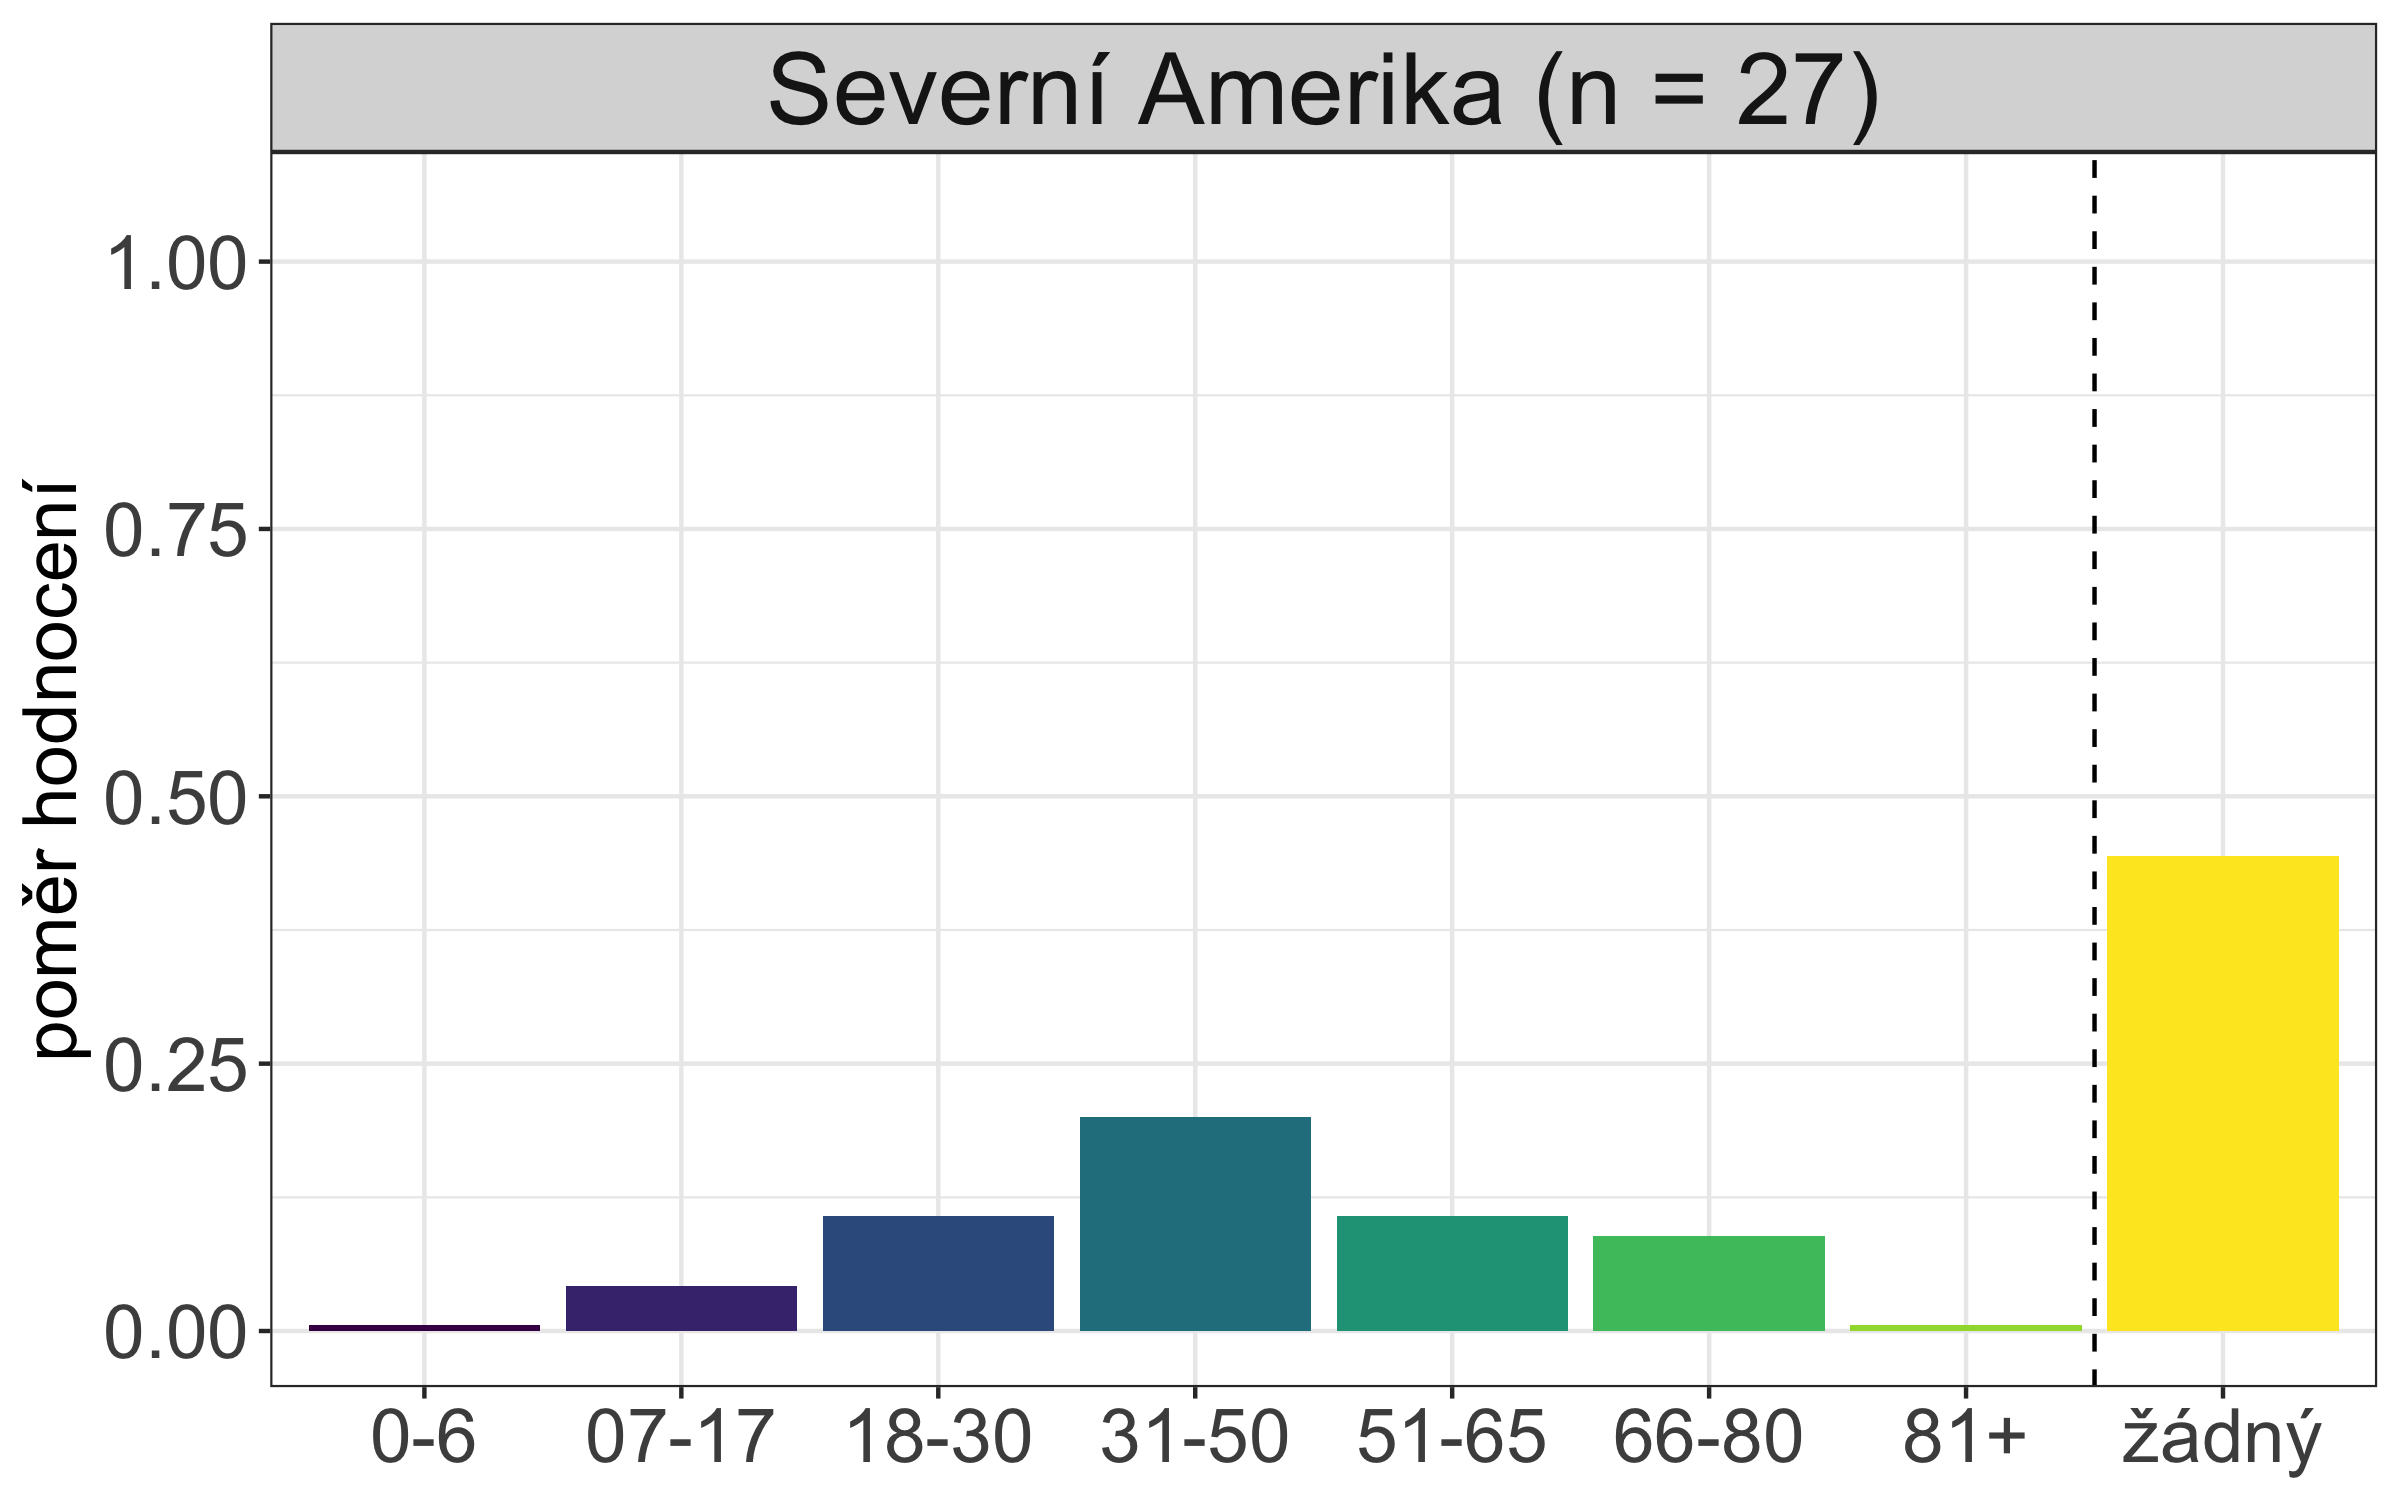 Severní Amerika (n = 27)
poměr hodnocení
1.00
0.75
0.50
0.25
0.00
0-6 07-17 18-30 31-50 51-65 66-80 81+ žádný